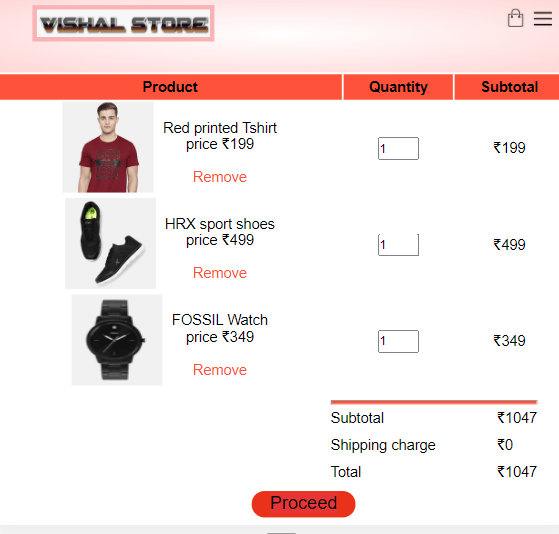 VISHAL STORE
Product Quantity Subtotal
Red printed Tshirt
price ₹199
1 ₹199
Remove
HRX sport shoes
price ₹499
1 ₹499
Remove
FOSSIL Watch
price ₹349
1 ₹349
Remove
Subtotal ₹1047
Shipping charge ₹0
Total ₹1047
Proceed